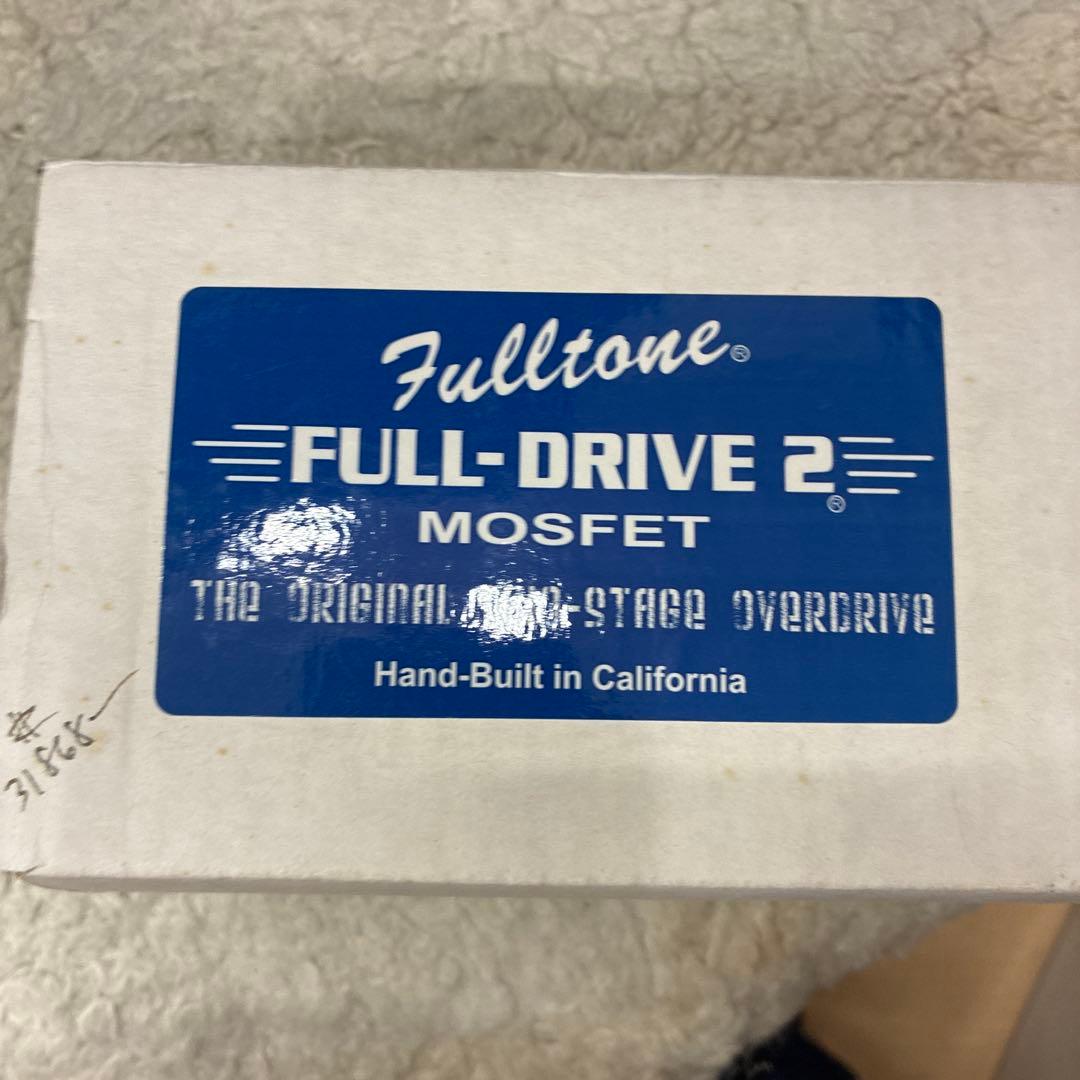 Fulltone®
FULL-DRIVE 2®
MOSFET
THE ORIGINAL -STAGE OVERDRIVE
Hand-Built in California
31868